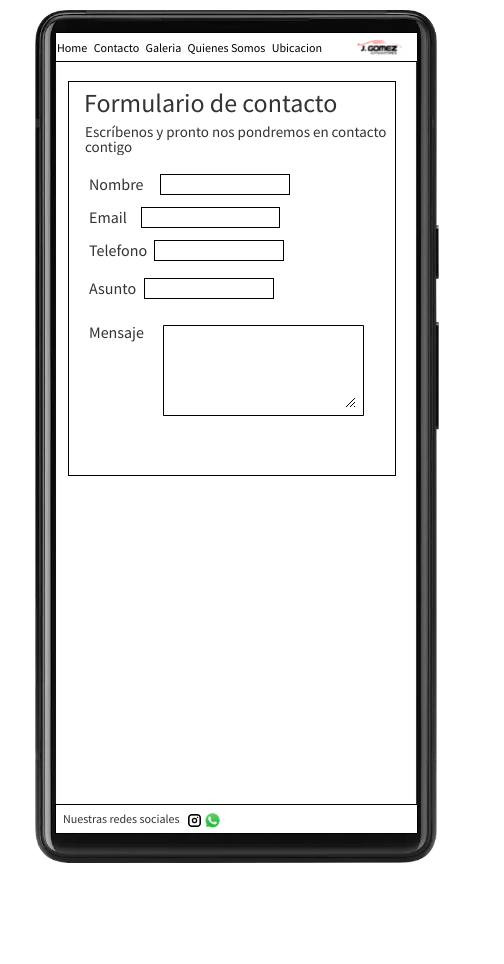 Home Contacto Galeria Quienes Somos Ubicacion J. GOMEZ
Formulario de contacto
Escríbenos y pronto nos pondremos en contacto
contigo
Nombre
Email
Telefono
Asunto
Mensaje
Nuestras redes sociales